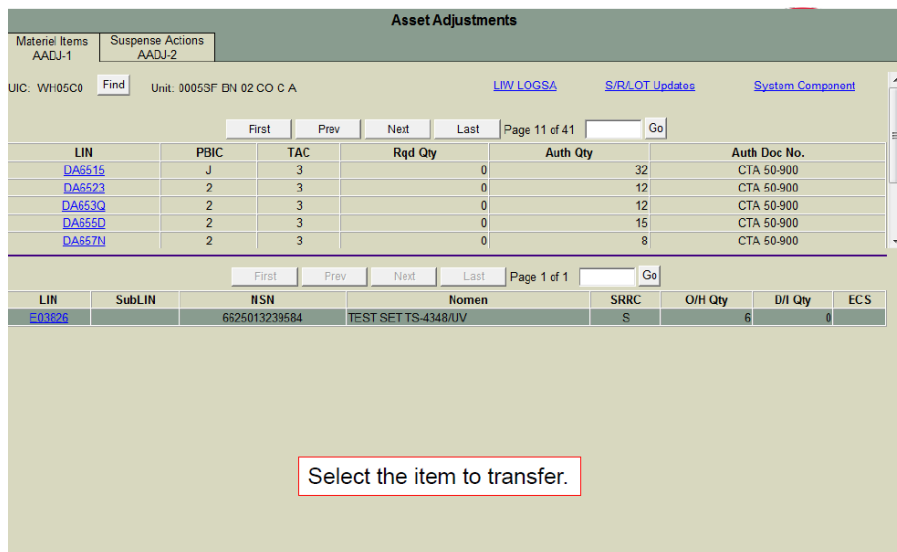 Asset Adjustments
Materiel Items
AADJ-1
Suspense Actions
AADJ-2
UIC: WH05C0 Find Unit: 0005SF BN 02 CO C A LIW LOGSA S/R/LOT Updates System Component
First Prev Next Last Page 11 of 41 Go
LIN PBIC TAC Rqd Qty Auth Qty Auth Doc No.
DA6515 J 3 0 32 CTA 50-900
DA6523 2 3 0 12 CTA 50-900
DA653Q 2 3 0 12 CTA 50-900
DA655D 2 3 0 15 CTA 50-900
DA657N 2 3 0 8 CTA 50-900
First Prev Next Last Page 1 of 1 Go
LIN SubLIN NSN Nomen SRRC O/H Qty D/I Qty ECS
E03826 6625013239584 TEST SET TS-4348/UV S 6 0
Select the item to transfer.